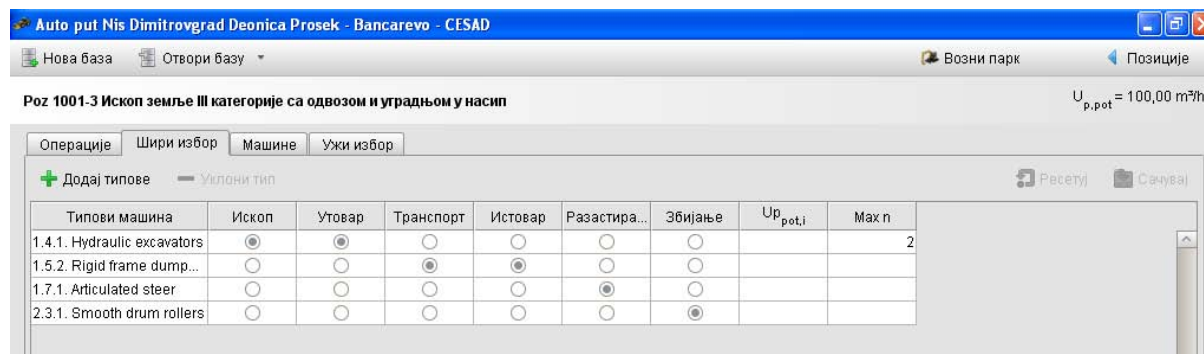 Auto put Nis Dimitrovgrad Deonica Prosek - Bancarevo - CESAD
Нова база Отвори базу Возни парк Позиције
Poz 1001-3 Ископ земље III категорије са одвозом и уградњом у насип U p,pot = 100,00 m³/h
Операције Шири избор Машине Ужи избор
Додај типове Уклони тип Ресетуј Сачувај
Типови машина Ископ Утовар Транспорт Истовар Разастира... Збијање Up pot,i Max n
1.4.1. Hydraulic excavators 2
1.5.2. Rigid frame dump...
1.7.1. Articulated steer
2.3.1. Smooth drum rollers